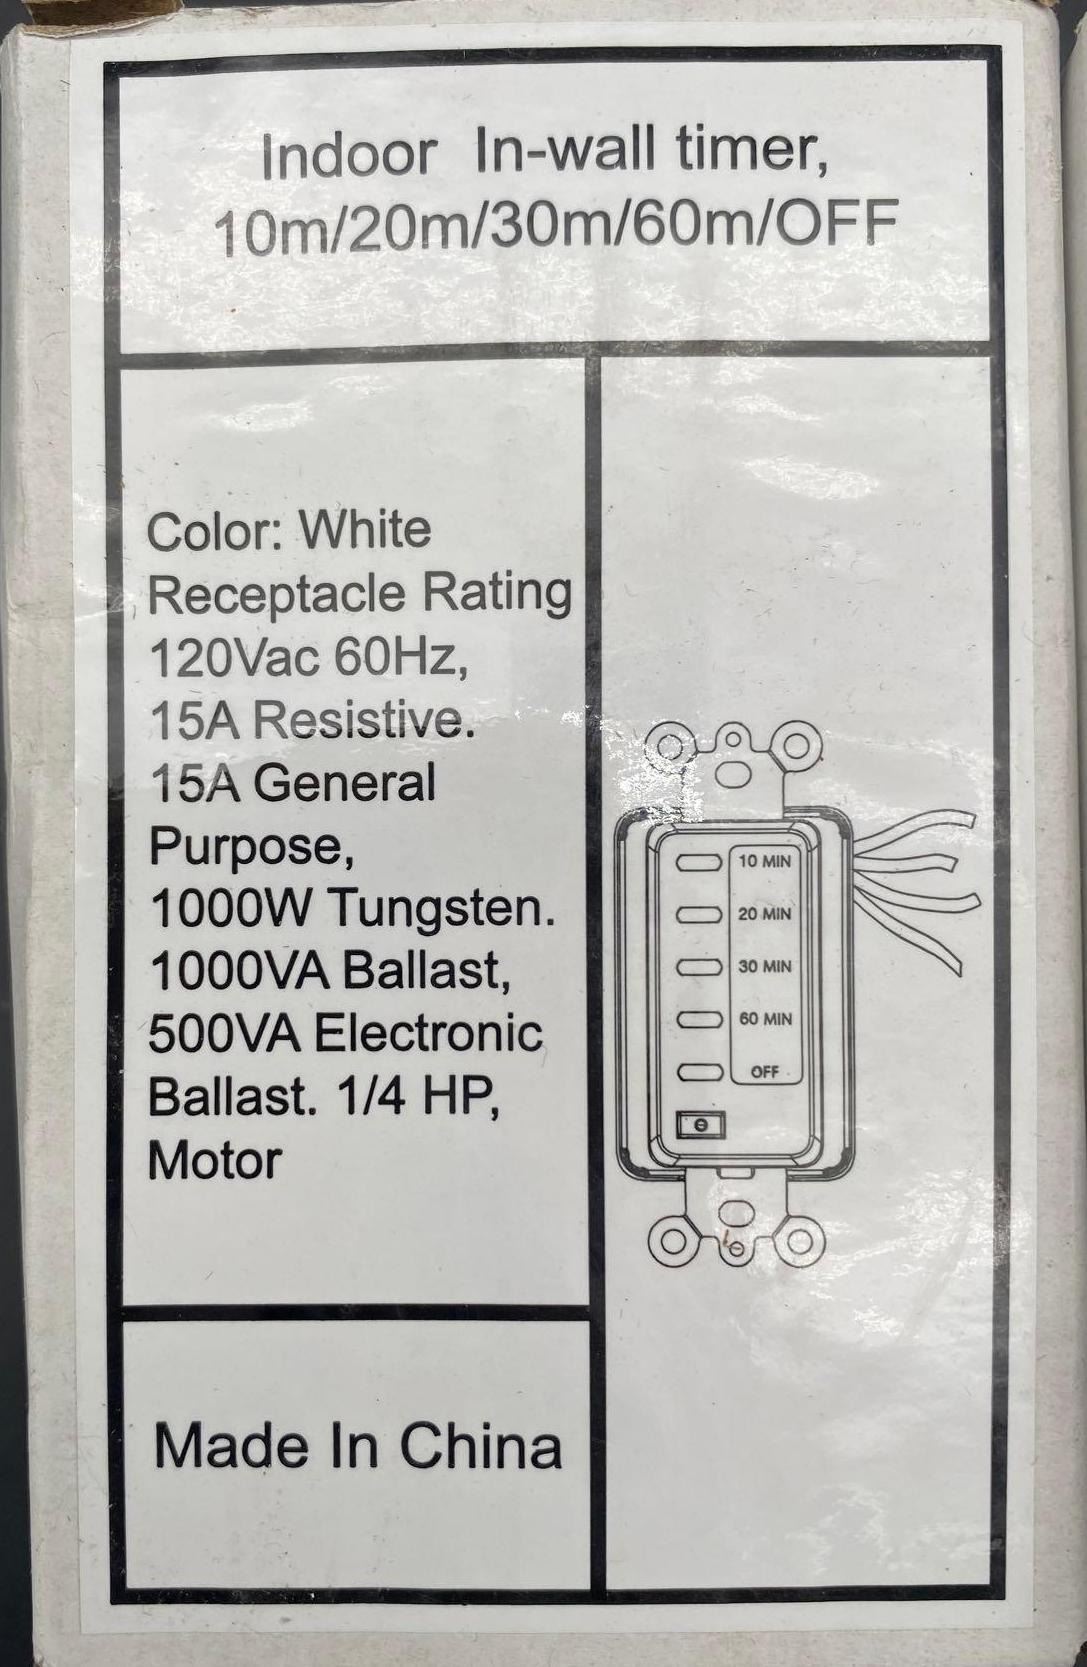 Indoor In-wall timer,
10m/20m/30m/60m/OFF
Color: White
Receptacle Rating
120Vac 60Hz,
15A Resistive.
15A General
Purpose,
1000W Tungsten.
1000VA Ballast,
500VA Electronic
Ballast. 1/4 HP,
Motor
10 MIN
20 MIN
30 MIN
60 MIN
OFF
Made In China